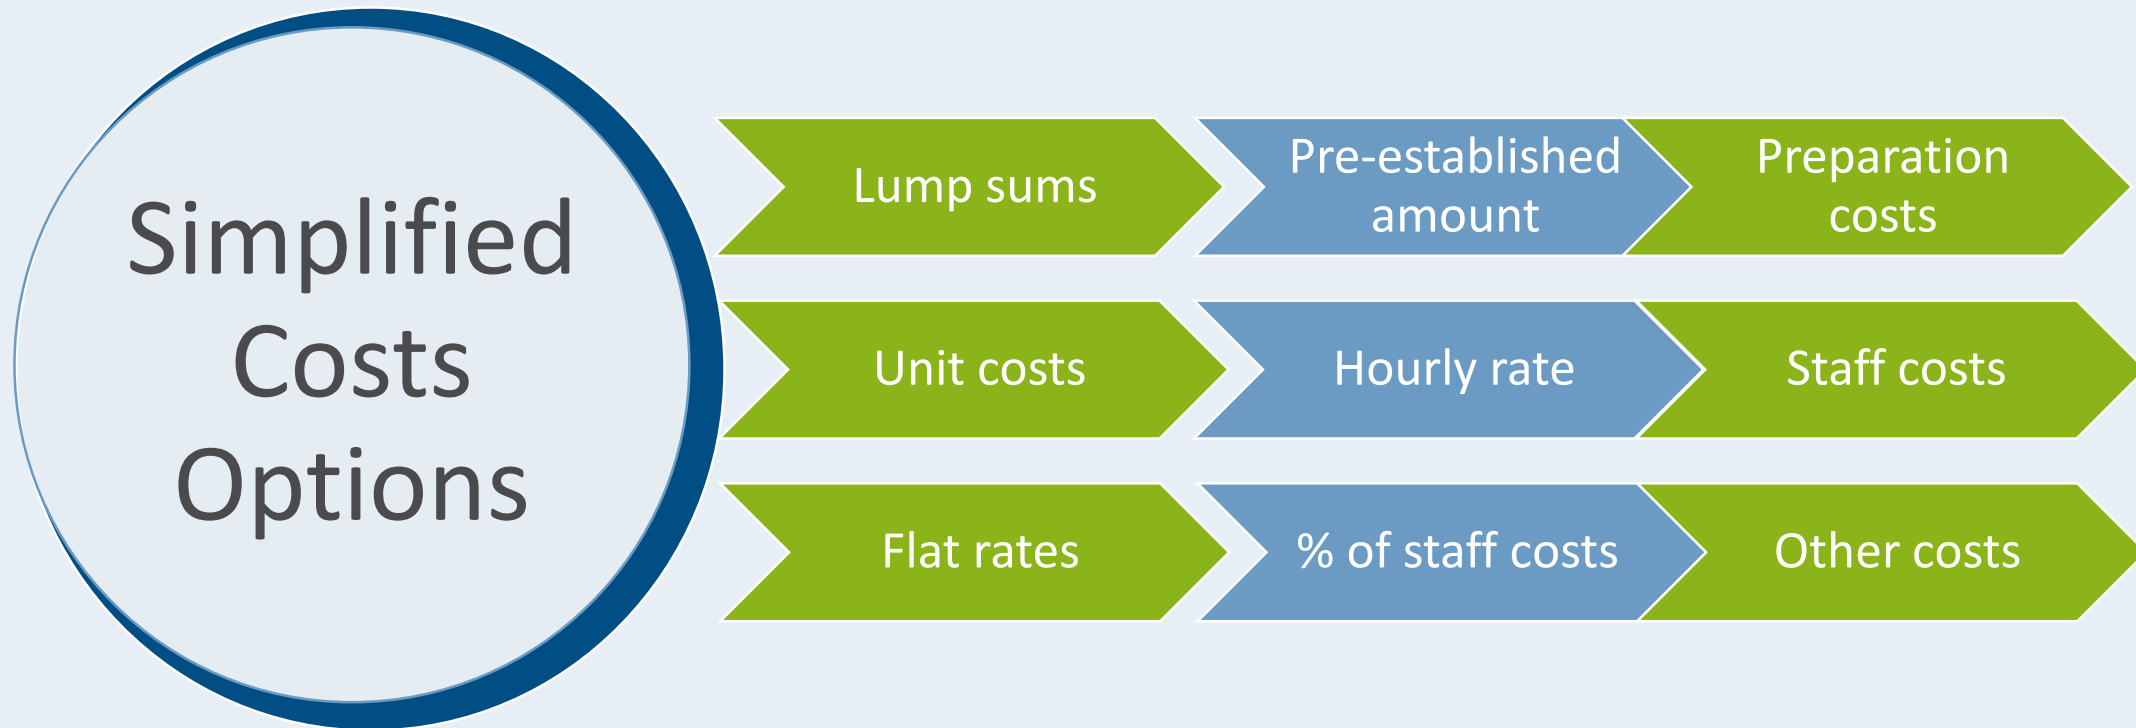 Simplified
Costs
Options
Lump sums
Pre-established
amount
Preparation
costs
Unit costs
Hourly rate
Staff costs
Flat rates
% of staff costs
Other costs